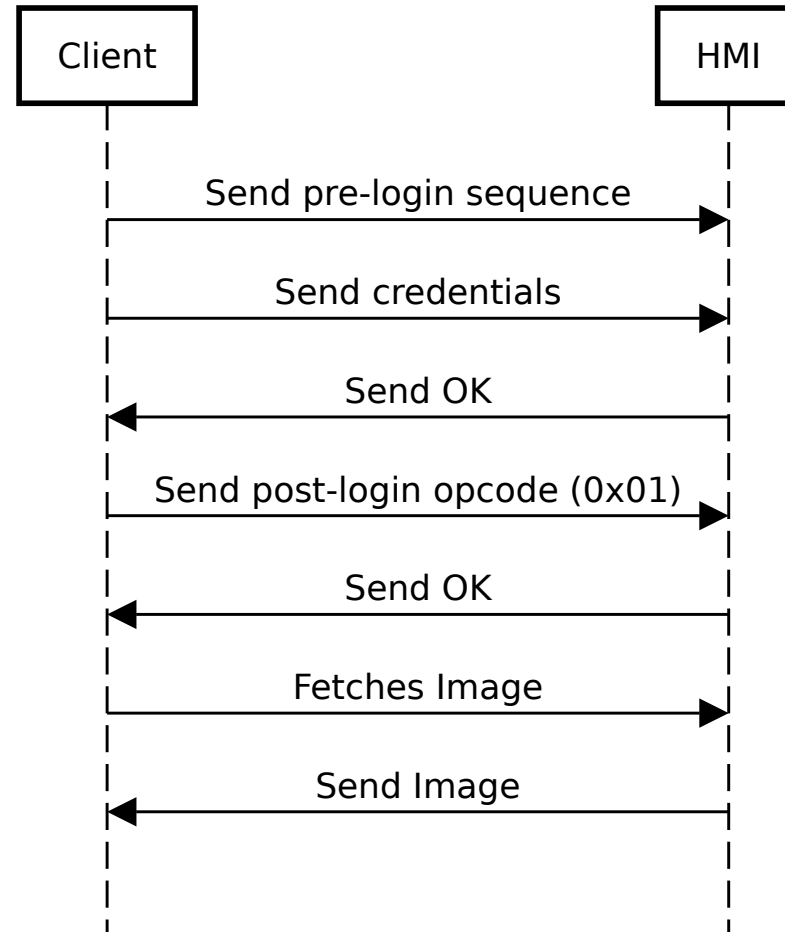 Client
HMI
Send pre-login sequence
Send credentials
Send OK
Send post-login opcode (0x01)
Send OK
Fetches Image
Send Image